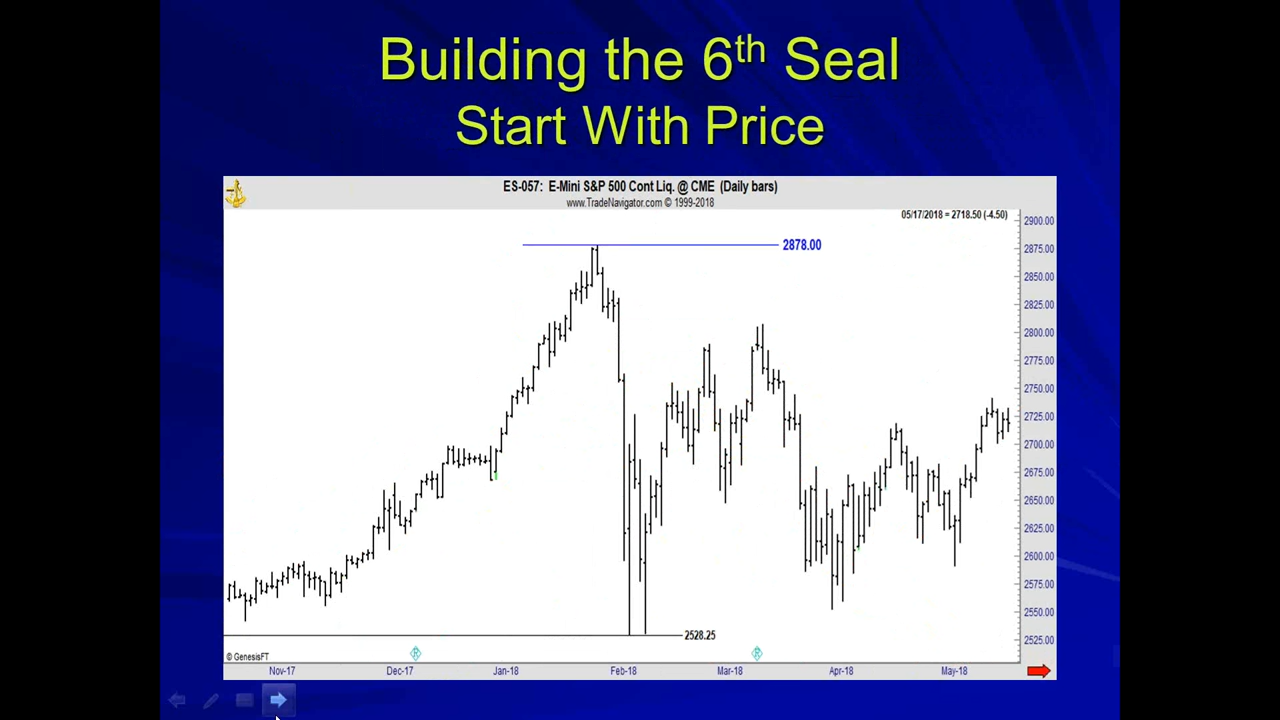 Building the 6th Seal
Start With Price
ES-057: E-Mini S&P 500 Cont Liq. @ CME (Daily bars)
www.TradeNavigator.com © 1999-2018
05/17/2018 = 2718.50 (-4.50)
2900.00
2878.00
2875.00
2850.00
2825.00
2800.00
2775.00
2750.00
2725.00
2700.00
2675.00
2650.00
2625.00
2600.00
2575.00
2550.00
2528.25
2525.00
© GenesisFT
R
R
Nov-17 Dec-17 Jan-18 Feb-18 Mar-18 Apr-18 May-18